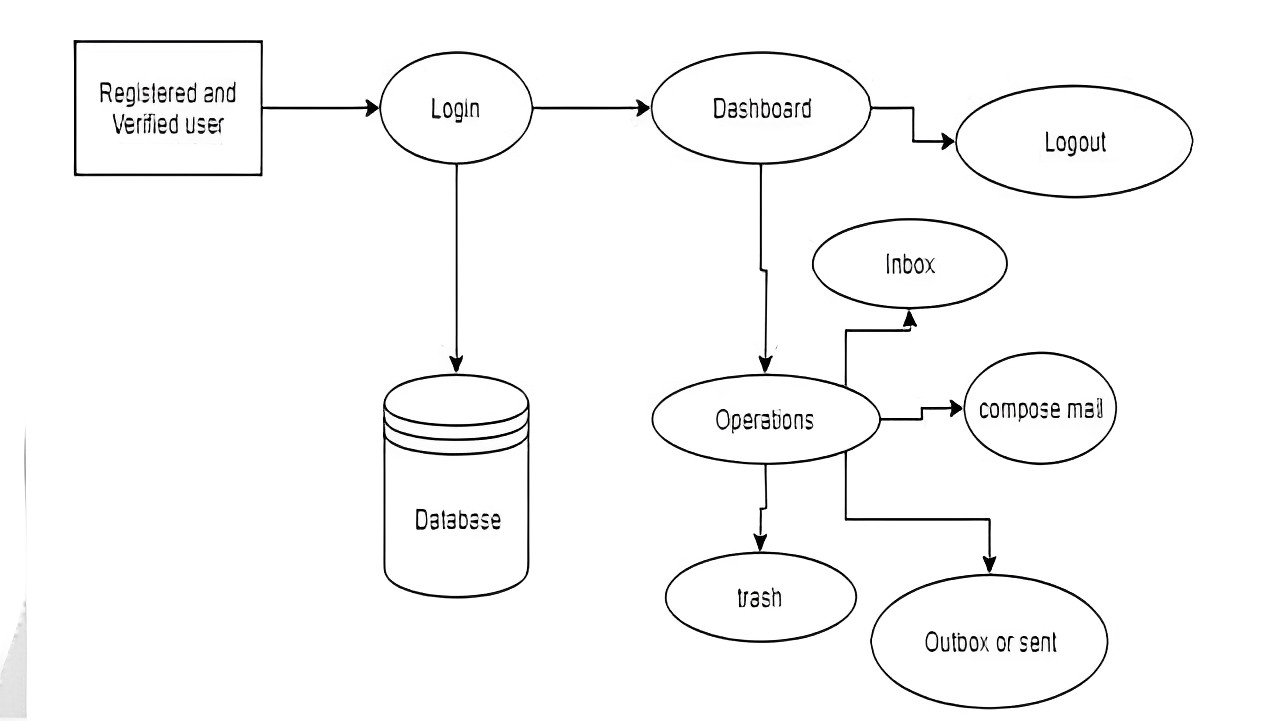 Registered and
Verified user
Login
Dashboard
Logout
Inbox
Operations
compose mail
Database
trash
Outbox or sent